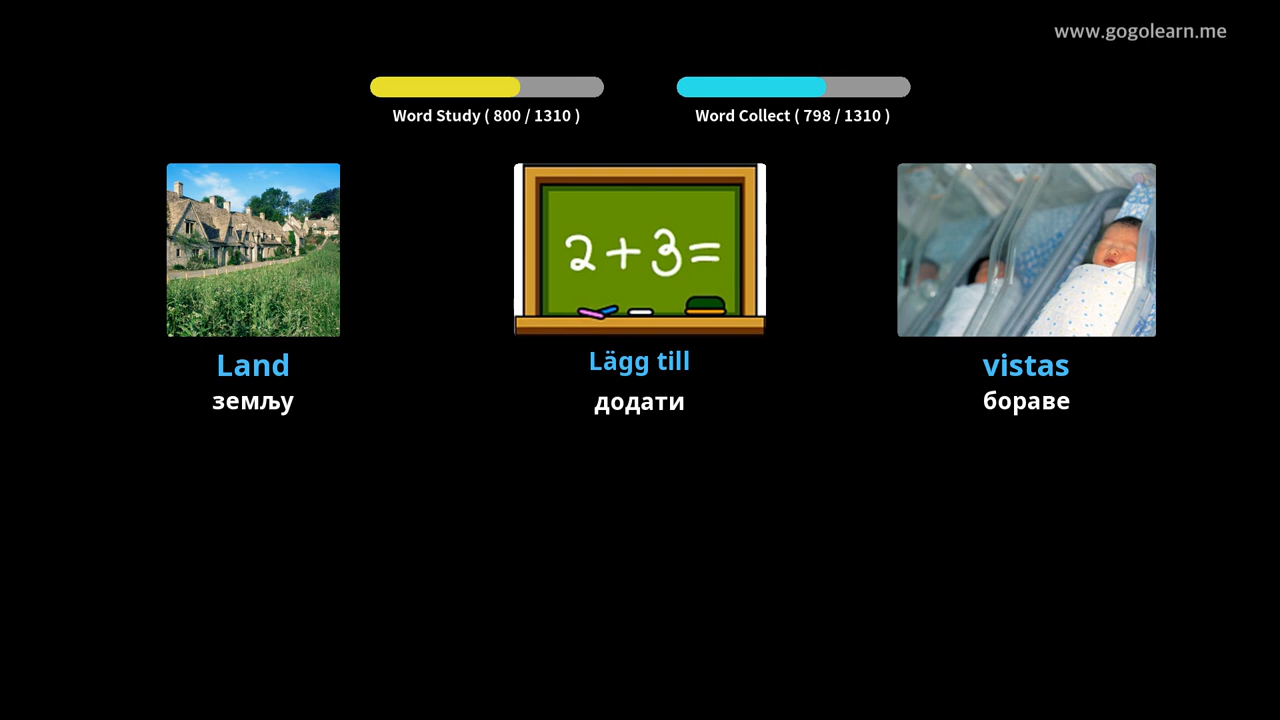 www.gogolearn.me
Word Study ( 800 / 1310 )
Word Collect ( 798 / 1310 )
2+3=
Land
земљу
Lägg till
додати
vistas
бораве